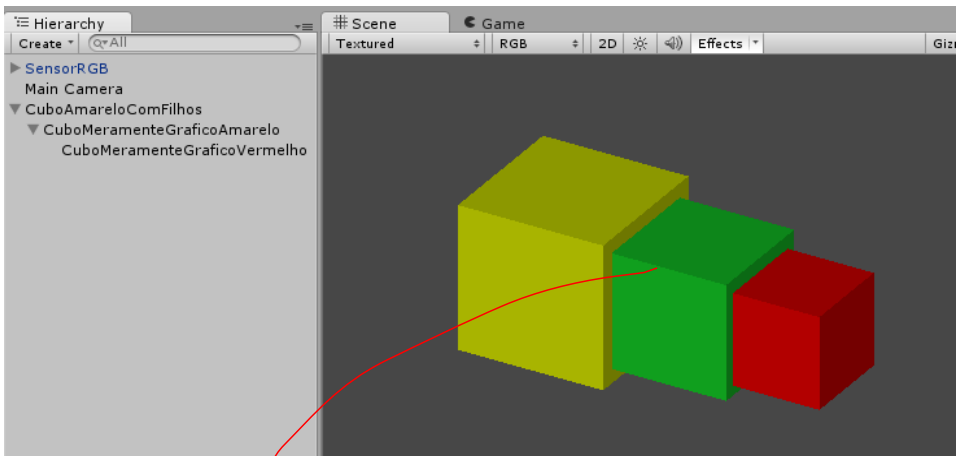 Hierarchy
Create All
SensorRGB
Main Camera
CuboAmareloComFilhos
CuboMeramenteGraficoAmarelo
CuboMeramenteGraficoVermelho
Scene Game
Textured RGB 2D Effects Giz